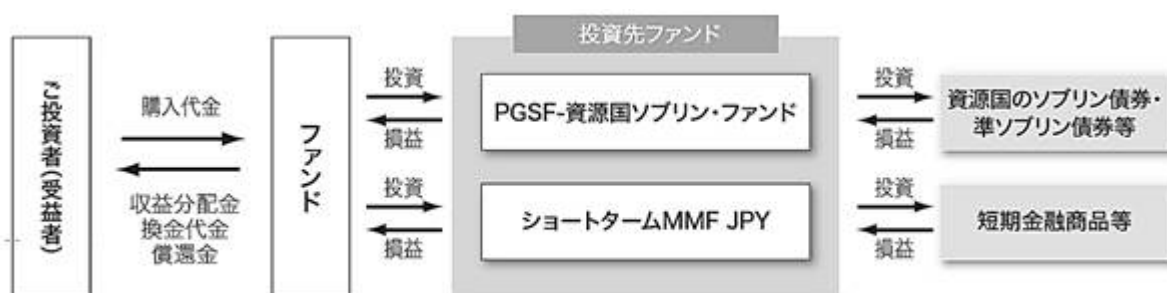 投資先ファンド
ご投資者(受益者)
購入代金
収益分配金
換金代金
償還金
ファンド
投資
損益
PGSF-資源国ソブリン・ファンド
投資
損益
資源国のソブリン債券・
準ソブリン債券等
投資
損益
ショートタームMMF JPY
投資
損益
短期金融商品等